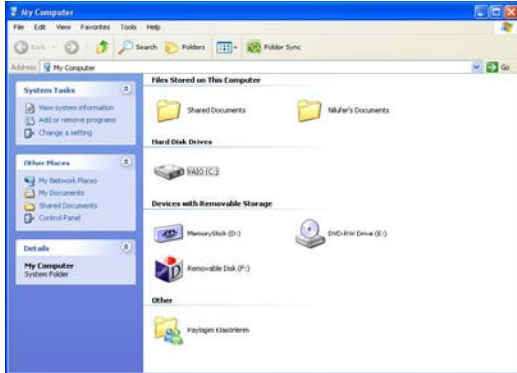 My Computer
File Edit View Favorites Tools Help
Back Search Folders Folder Sync
Address My Computer Go
System Tasks
View system information
Add or remove programs
Change a setting
Other Places
My Network Places
My Documents
Shared Documents
Control Panel
Details
My Computer
System Folder
Files Stored on This Computer
Shared Documents
Nilufer's Documents
Hard Disk Drives
VAIO (C:)
Devices with Removable Storage
MemoryStick (D:)
DVD-RW Drive (E:)
Removable Disk (F:)
Other
Paylaşım Klasörlerim